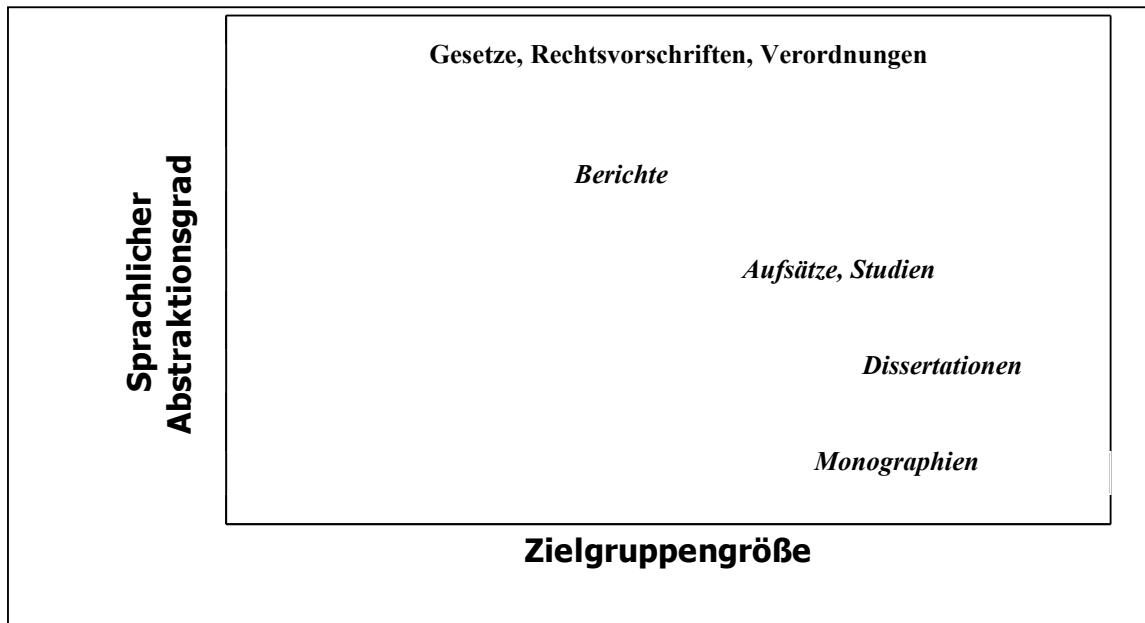 Gesetze, Rechtsvorschriften, Verordnungen
Berichte
Aufsätze, Studien
Dissertationen
Monographien
Sprachlicher
Abstraktionsgrad
Zielgruppengröße